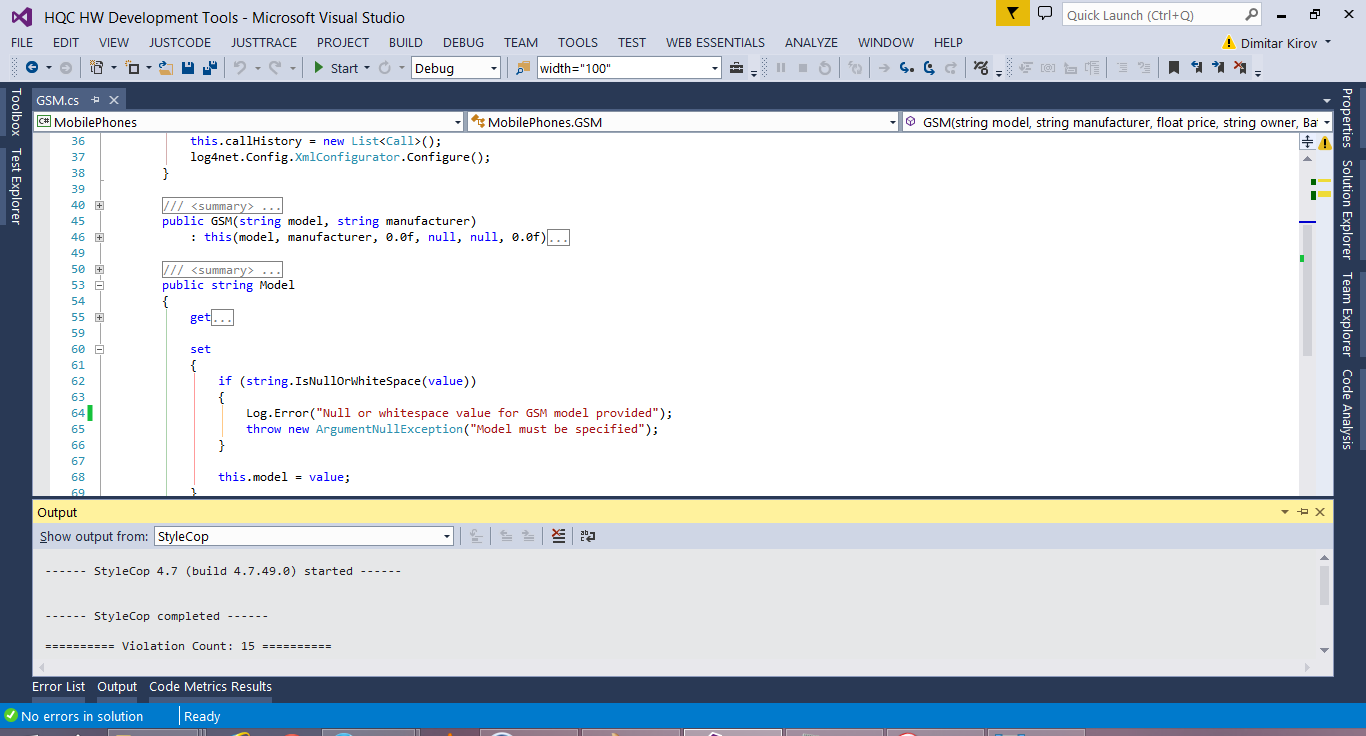 HQC HW Development Tools - Microsoft Visual Studio
Quick Launch (Ctrl+Q)
FILE EDIT VIEW JUSTCODE JUSTTRACE PROJECT BUILD DEBUG TEAM TOOLS TEST WEB ESSENTIALS ANALYZE WINDOW HELP
Dimitar Kirov
Start
Debug
width="100"
Toolbox
Test Explorer
GSM.cs
C# MobilePhones
MobilePhones.GSM
GSM(string model, string manufacturer, float price, string owner, Ba
36 this.callHistory = new List<Call>();
37 log4net.Config.XmlConfigurator.Configure();
38 }
39
40 /// <summary> ...
45 public GSM(string model, string manufacturer)
46 : this(model, manufacturer, 0.0f, null, null, 0.0f)...
49
50 /// <summary> ...
53 public string Model
54 {
55 get...
59
60 set
61 {
62 if (string.IsNullOrWhiteSpace(value))
63 {
64 Log.Error("Null or whitespace value for GSM model provided");
65 throw new ArgumentNullException("Model must be specified");
66 }
67
68 this.model = value;
69 }
Properties
Solution Explorer
Team Explorer
Code Analysis
Output
Show output from: StyleCop
------ StyleCop 4.7 (build 4.7.49.0) started ------
------ StyleCop completed ------
========== Violation Count: 15 ==========
Error List Output Code Metrics Results
No errors in solution Ready